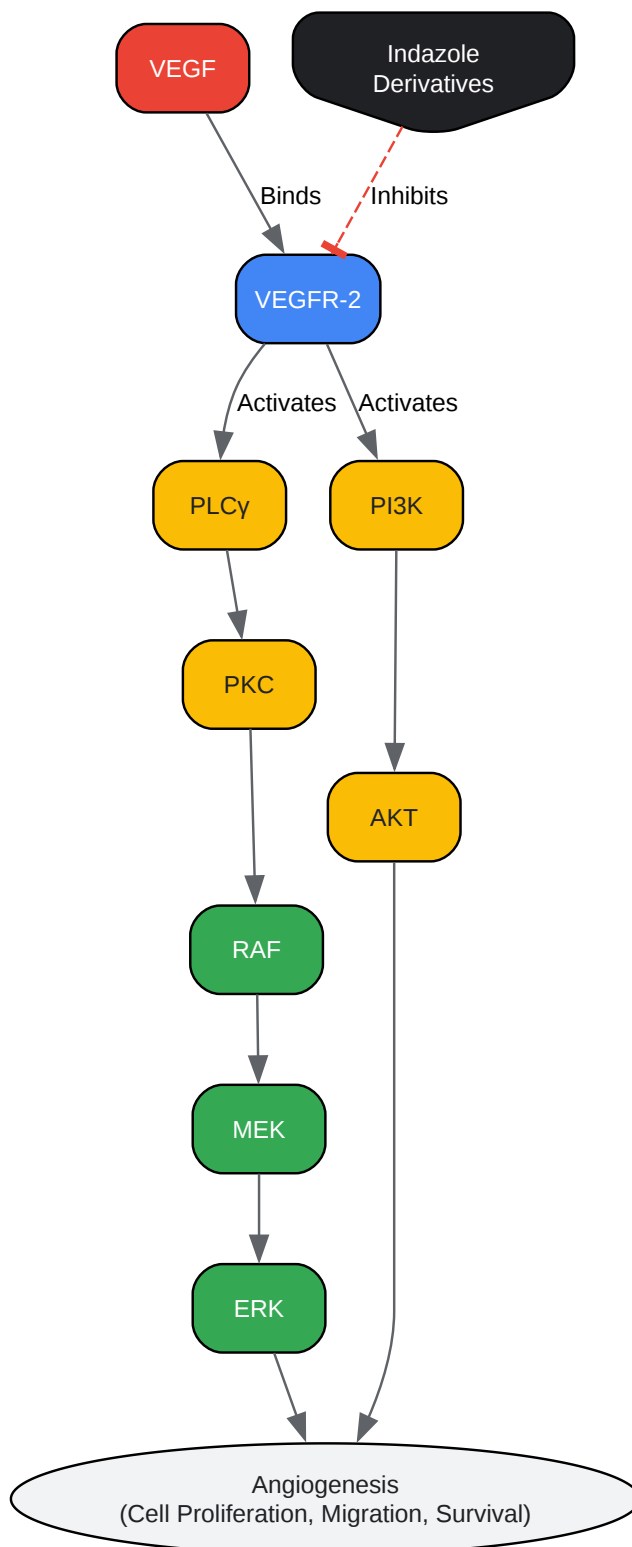 VEGF
Indazole
Derivatives
Binds
Inhibits
VEGFR-2
Activates
Activates
PLCγ
PI3K
PKC
AKT
RAF
MEK
ERK
Angiogenesis
(Cell Proliferation, Migration, Survival)